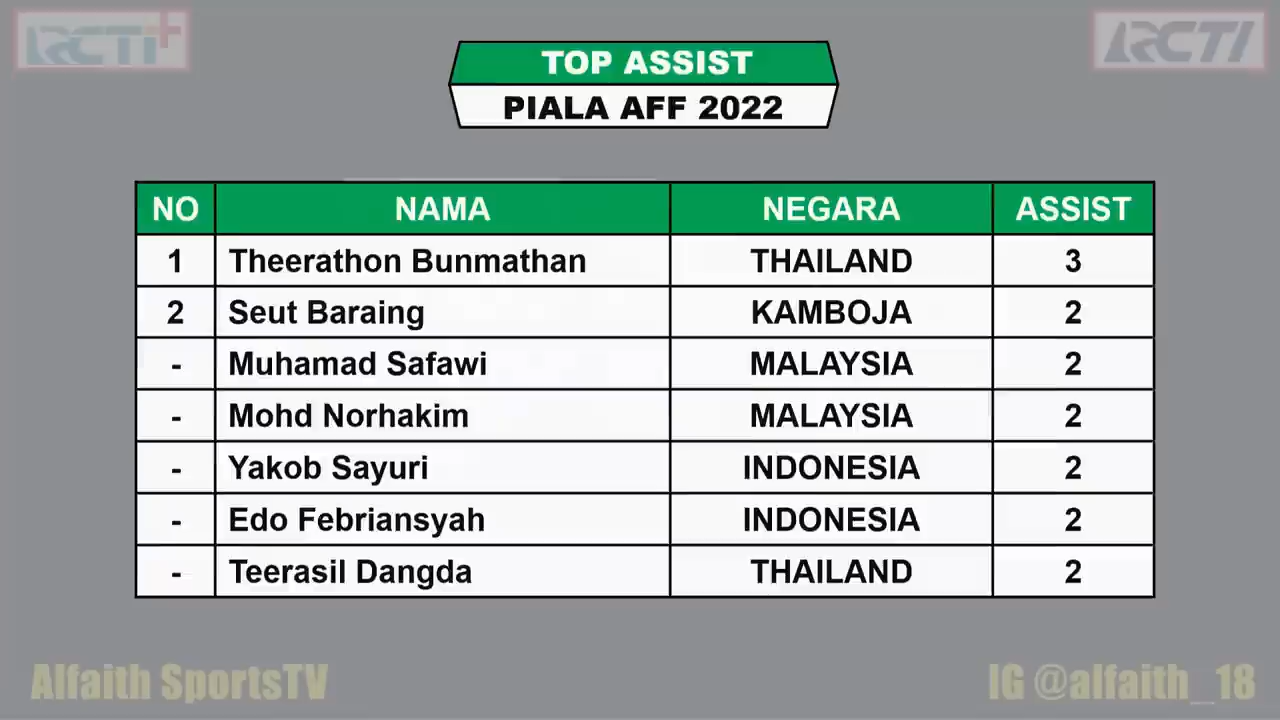 RCTI+
RCTI
TOP ASSIST
PIALA AFF 2022
NO NAMA NEGARA ASSIST
1 Theerathon Bunmathan THAILAND 3
2 Seut Baraing KAMBOJA 2
- Muhamad Safawi MALAYSIA 2
- Mohd Norhakim MALAYSIA 2
- Yakob Sayuri INDONESIA 2
- Edo Febriansyah INDONESIA 2
- Teerasil Dangda THAILAND 2
Alfaith SportsTV
IG @alfaith_18